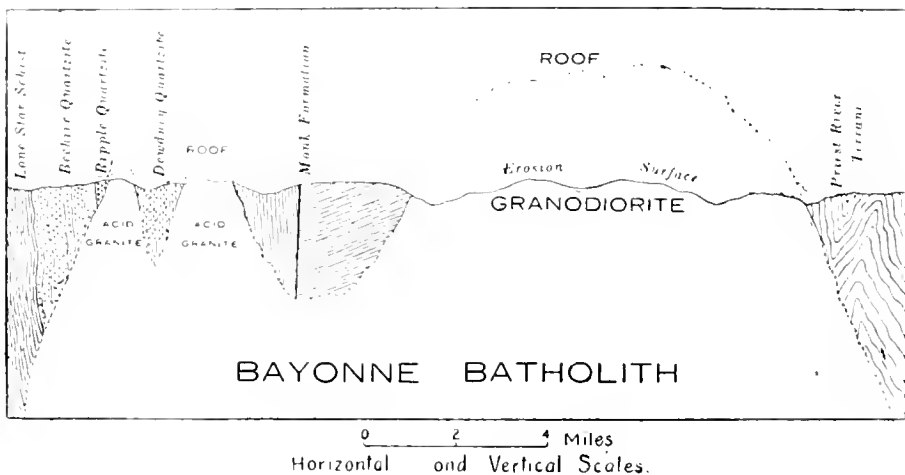 Lone Star Schist
Beehive Quartzite
Ripple Quartzite
Dewdney Quartzite
ROOF
Monk Formation
ROOF
Erosion Surface
Priest River
Terrane
ACID
GRANITE
ACID
GRANITE
GRANODIORITE
BAYONNE BATHOLITH
0 2 4 Miles
Horizontal and Vertical Scales.